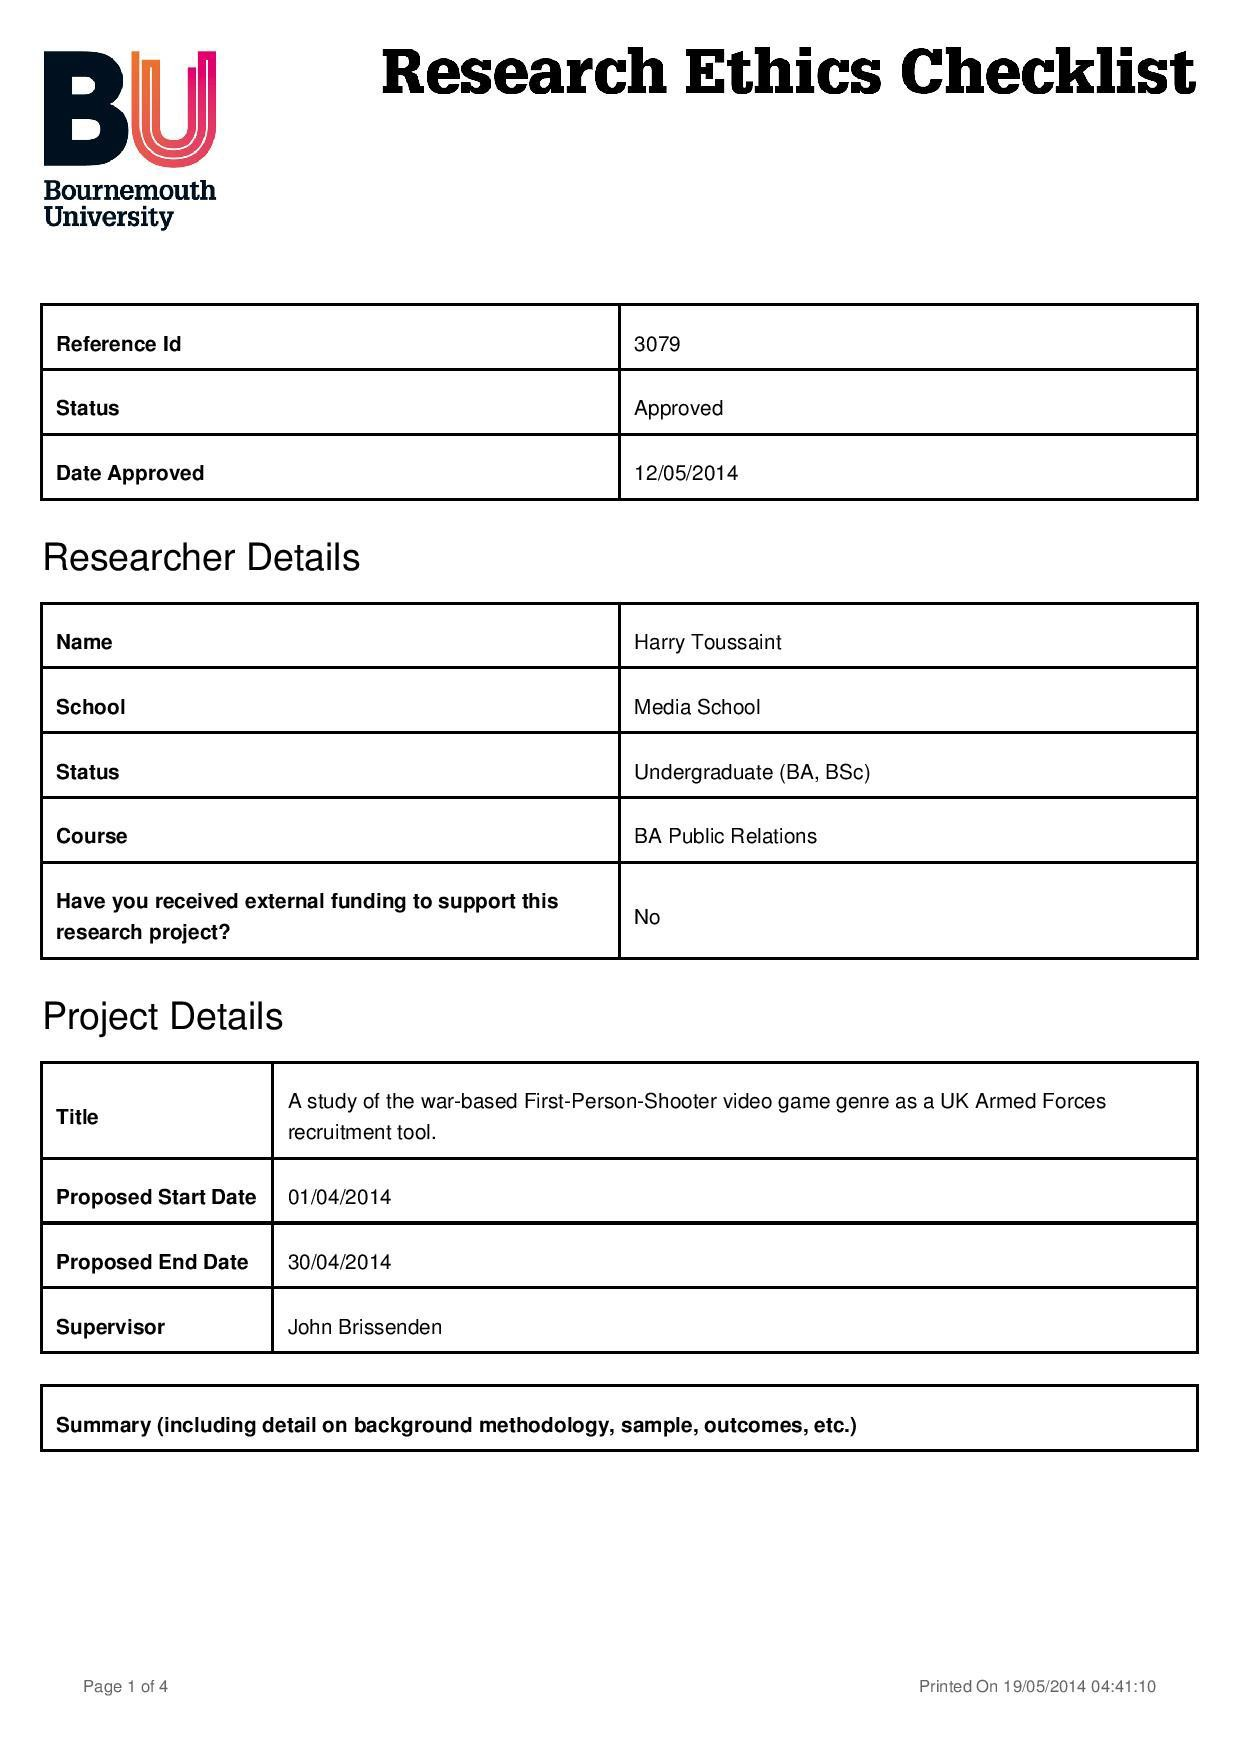 BU
Research Ethics Checklist
Bournemouth
University
Reference Id 3079
Status Approved
Date Approved 12/05/2014
Researcher Details
Name Harry Toussaint
School Media School
Status Undergraduate (BA, BSc)
Course BA Public Relations
Have you received external funding to support this
research project?
No
Project Details
Title
A study of the war-based First-Person-Shooter video game genre as a UK Armed Forces
recruitment tool.
Proposed Start Date 01/04/2014
Proposed End Date 30/04/2014
Supervisor John Brissenden
Summary (including detail on background methodology, sample, outcomes, etc.)
Page 1 of 4 Printed On 19/05/2014 04:41:10